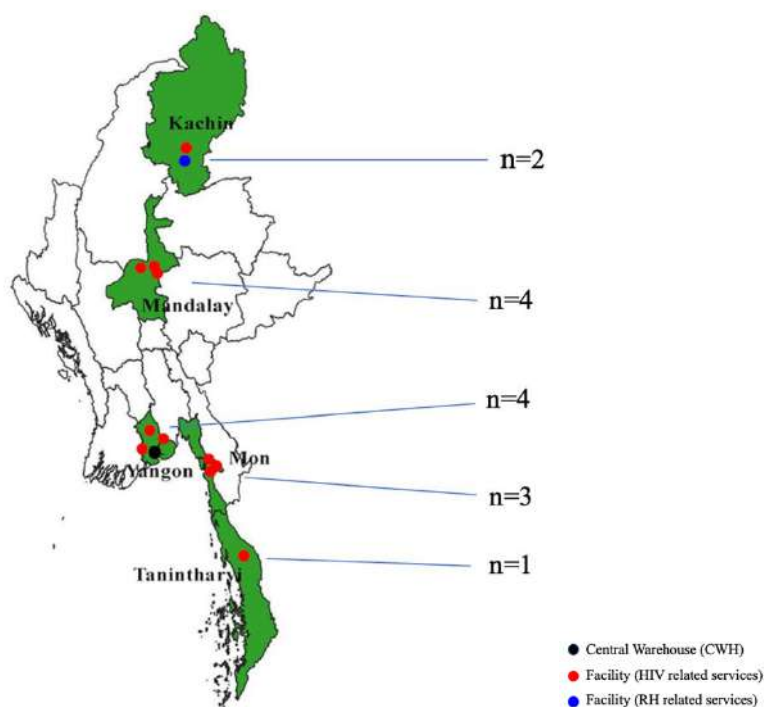 Kachin
n=2
n=4
Mandalay
n=4
Mon
Yangon
n=3
n=1
Tanintharyi
Central Warehouse (CWH)
Facility (HIV related services)
Facility (RH related services)